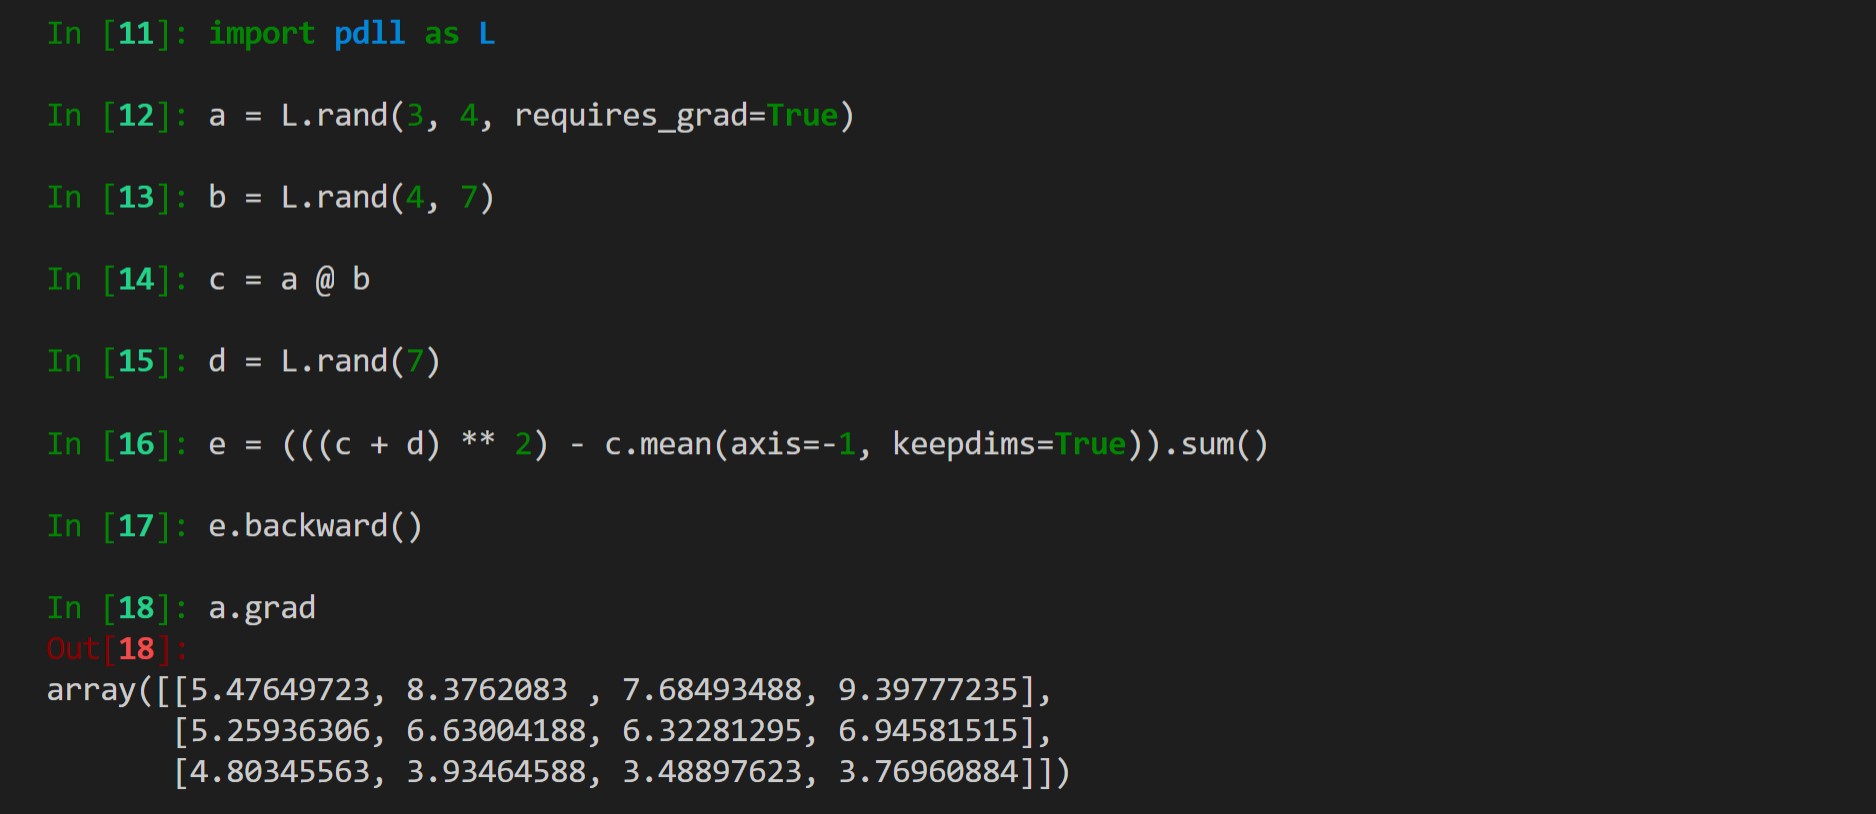 In [11]: import pdll as L
In [12]: a = L.rand(3, 4, requires_grad=True)
In [13]: b = L.rand(4, 7)
In [14]: c = a @ b
In [15]: d = L.rand(7)
In [16]: e = (((c + d) ** 2) - c.mean(axis=-1, keepdims=True)).sum()
In [17]: e.backward()
In [18]: a.grad
Out[18]:
array([[5.47649723, 8.3762083 , 7.68493488, 9.39777235],
       [5.25936306, 6.63004188, 6.32281295, 6.94581515],
       [4.80345563, 3.93464588, 3.48897623, 3.76960884]])